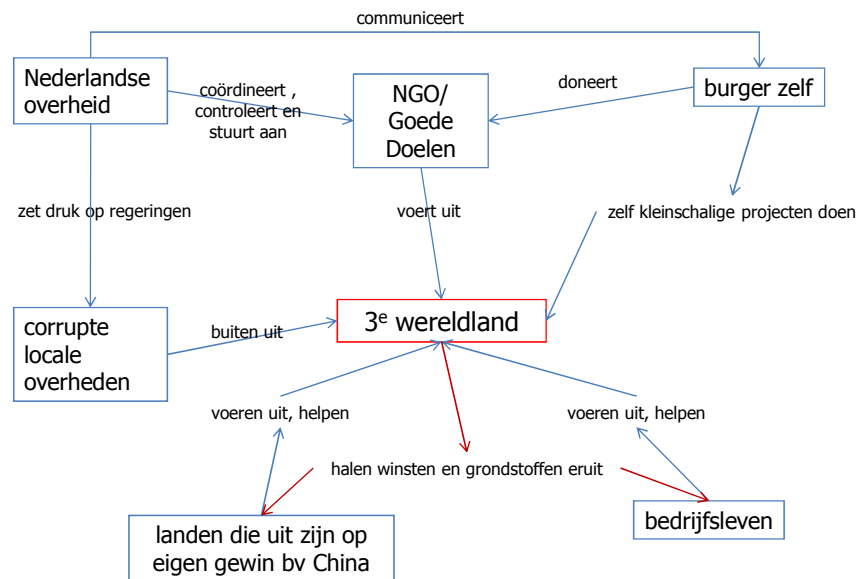 communiceert
Nederlandse
overheid
coördineert ,
controleert en
stuurt aan
NGO/
Goede
Doelen
doneert
burger zelf
zet druk op regeringen
voert uit
zelf kleinschalige projecten doen
corrupte
locale
overheden
buiten uit
3e wereldland
voeren uit, helpen
voeren uit, helpen
halen winsten en grondstoffen eruit
landen die uit zijn op
eigen gewin bv China
bedrijfsleven